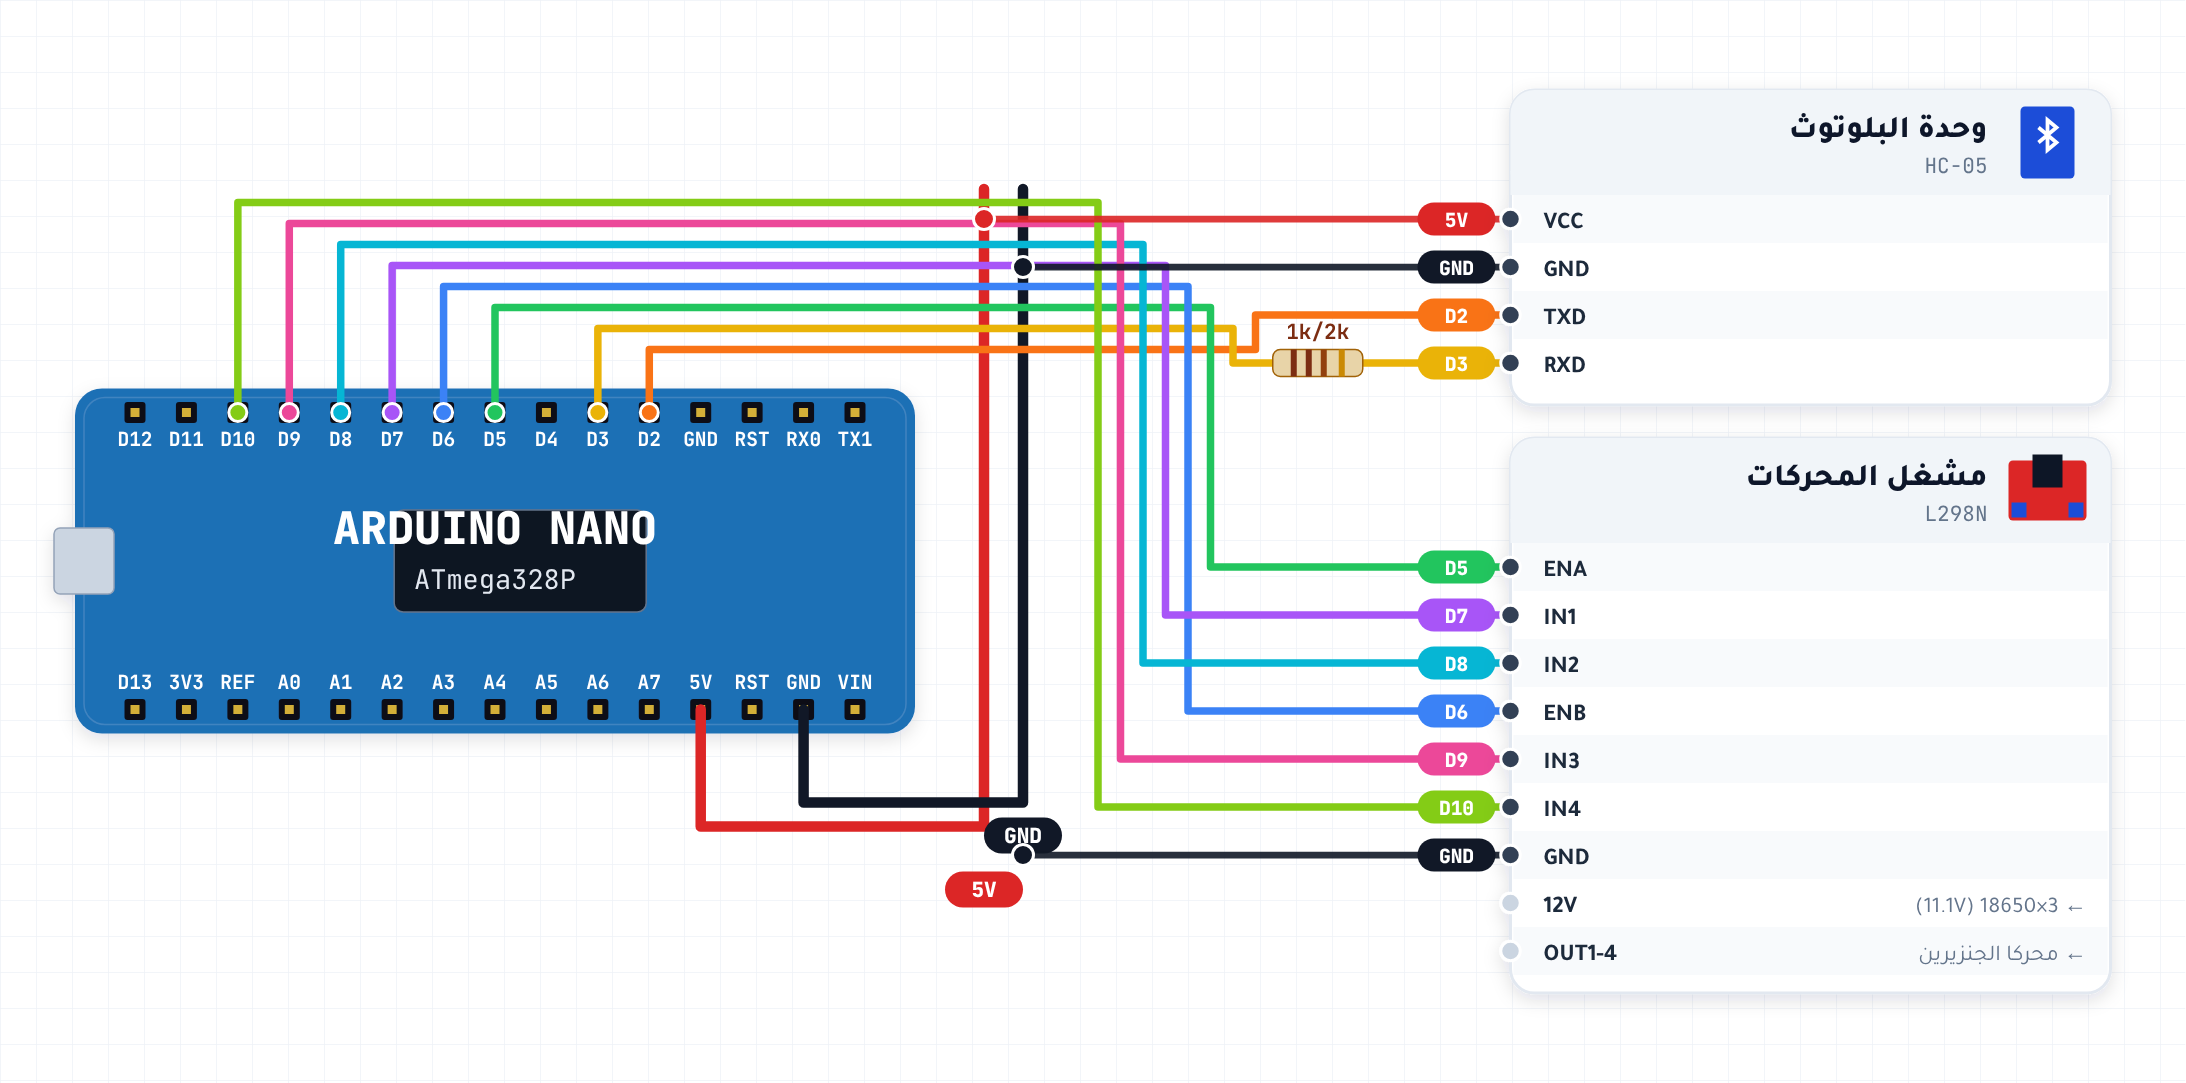 وحدة البلوتوث
HC-05
5V VCC
GND GND
D2 TXD
1k/2k
D3 RXD
D12 D11 D10 D9 D8 D7 D6 D5 D4 D3 D2 GND RST RX0 TX1
ARDUINO NANO
ATmega328P
D13 3V3 REF A0 A1 A2 A3 A4 A5 A6 A7 5V RST GND VIN
GND
5V
مشغل المحركات
L298N
D5 ENA
D7 IN1
D8 IN2
D6 ENB
D9 IN3
D10 IN4
GND GND
12V ← 3×18650 (11.1V)
OUT1-4 ← محركا الجنزيرين